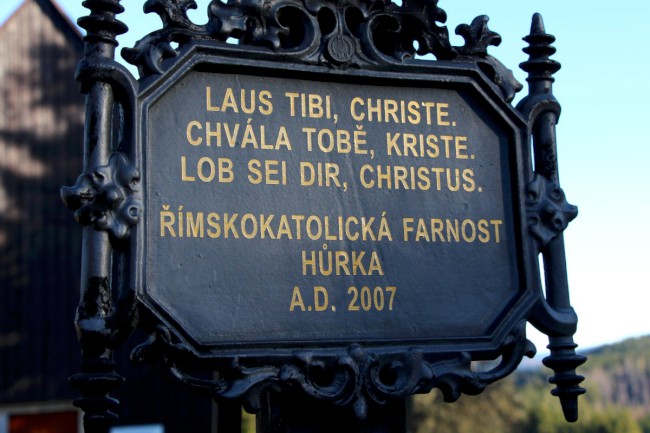 LAUS TIBI, CHRISTE.
CHVÁLA TOBĚ, KRISTE.
LOB SEI DIR, CHRISTUS.
ŘÍMSKOKATOLICKÁ FARNOST
HŮRKA
A.D. 2007